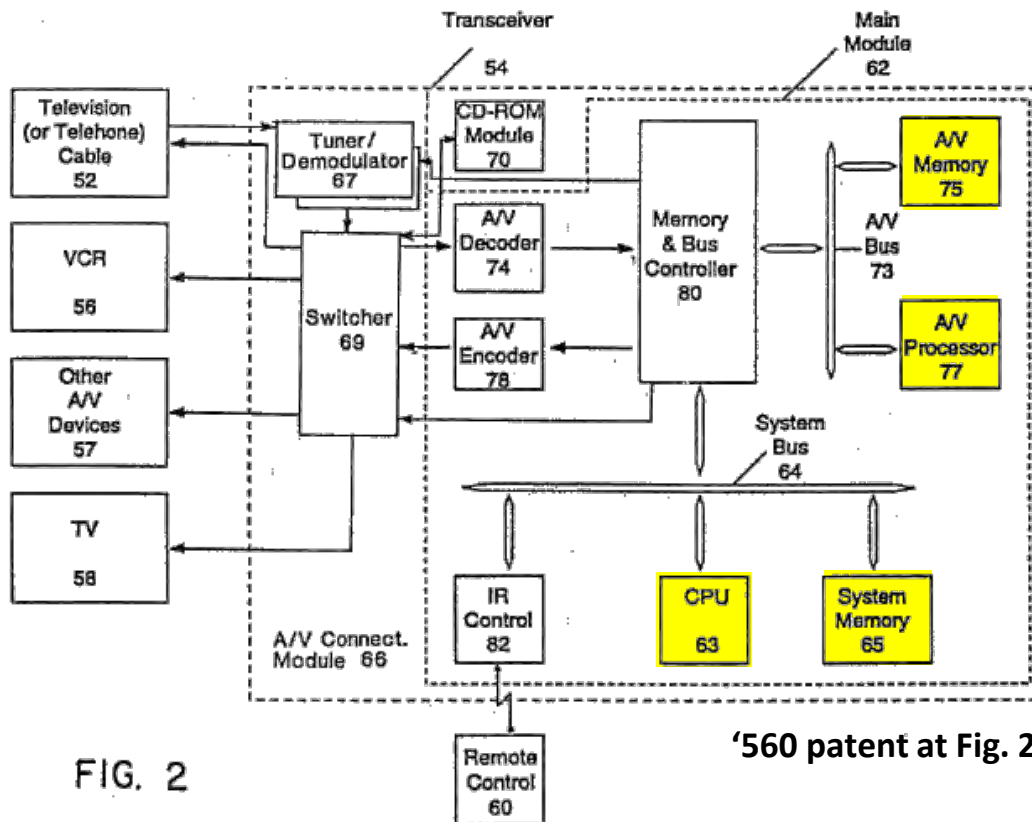 Transceiver
54
Main
Module
62
Television
(or Telehone)
Cable
52
Tuner/
Demodulator
67
CD-ROM
Module
70
A/V
Memory
75
VCR
56
A/V
Decoder
74
Memory
& Bus
Controller
80
A/V
Bus
73
Switcher
69
A/V
Encoder
78
A/V
Processor
77
Other
A/V
Devices
57
System
Bus
64
TV
58
IR
Control
82
CPU
63
System
Memory
65
A/V Connect.
Module 66
Remote
Control
60
FIG. 2
‘560 patent at Fig. 2